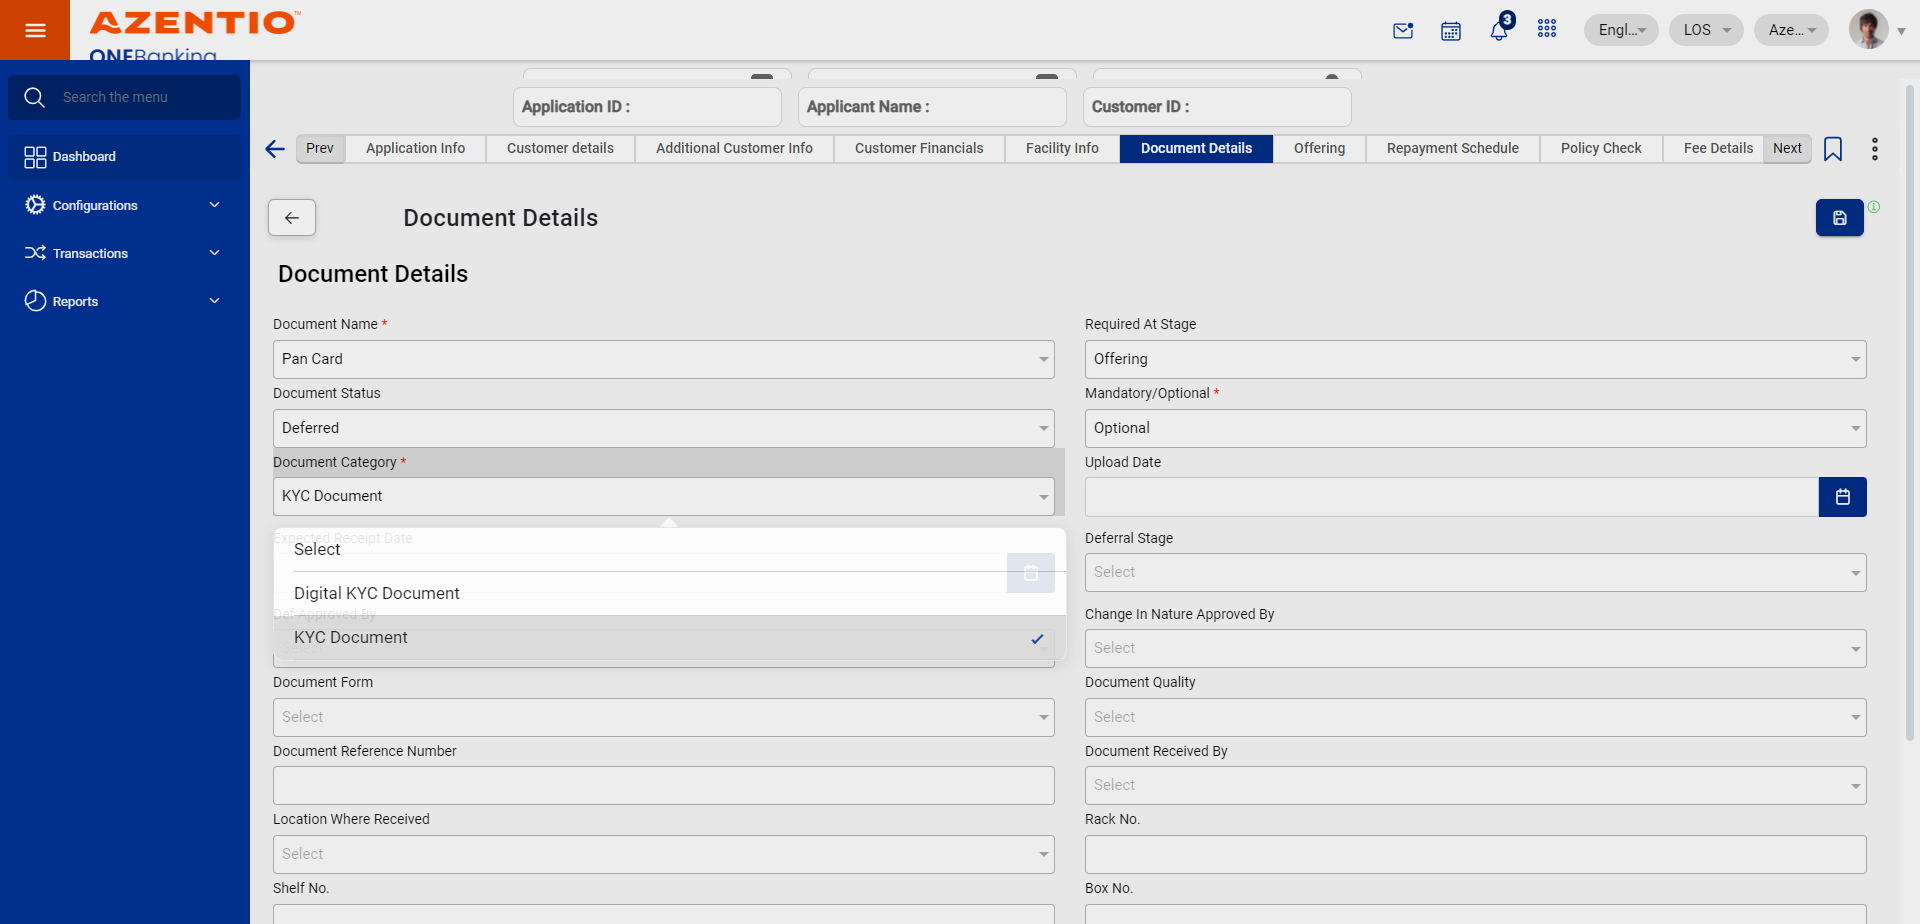 AZENTIO™
ONEBanking
3
Engl...
LOS
Aze...
Search the menu
Dashboard
Configurations
Transactions
Reports
Application ID :
Applicant Name :
Customer ID :
Prev
Application Info
Customer details
Additional Customer Info
Customer Financials
Facility Info
Document Details
Offering
Repayment Schedule
Policy Check
Fee Details
Next
Document Details
1
Document Details
Document Name *
Required At Stage
Pan Card
Offering
Document Status
Mandatory/Optional *
Deferred
Optional
Document Category *
Upload Date
KYC Document
Expected Receipt Date
Deferral Stage
Select
Select
Digital KYC Document
Def Approved By
Change In Nature Approved By
KYC Document
Select
Select
Document Form
Document Quality
Select
Select
Document Reference Number
Document Received By
Select
Location Where Received
Rack No.
Select
Shelf No.
Box No.